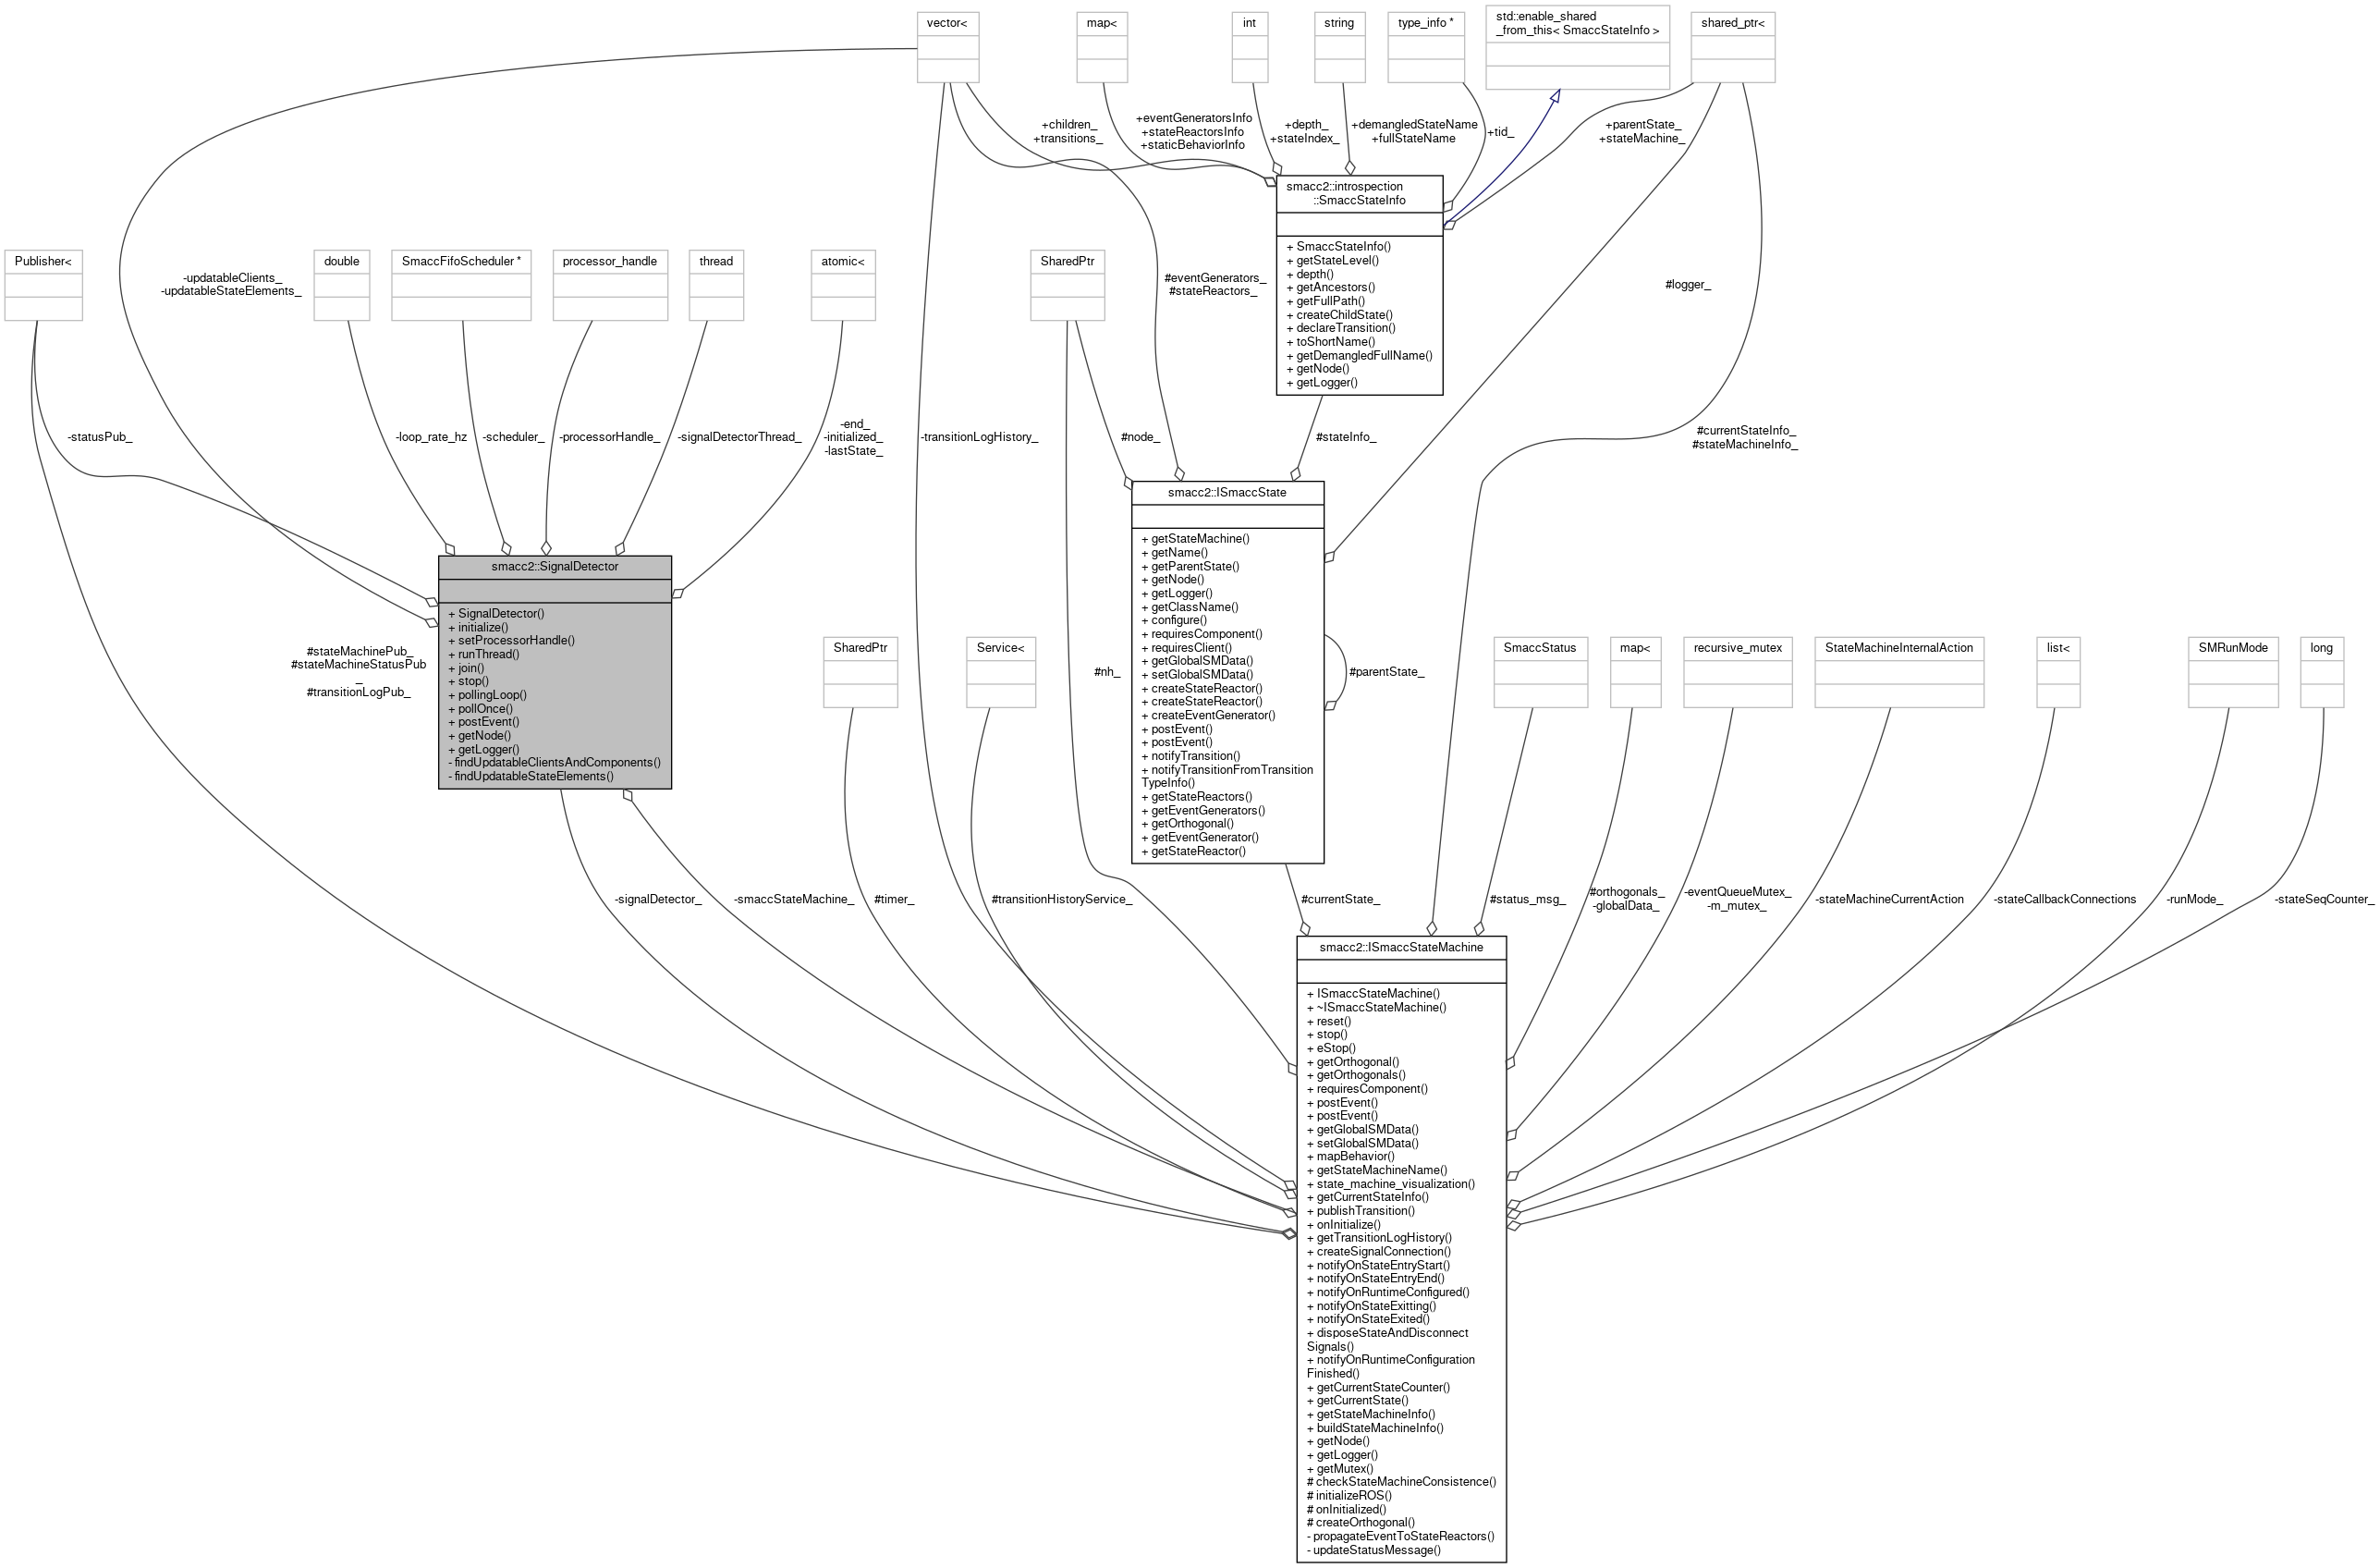 vector<
map<
int
string
type_info *
std::enable_shared
_from_this< SmaccStateInfo >
shared_ptr<
+children_
+transitions_
+eventGeneratorsInfo
+stateReactorsInfo
+staticBehaviorInfo
+depth_
+stateIndex_
+demangledStateName
+fullStateName
+tid_
+parentState_
+stateMachine_
smacc2::introspection
::SmaccStateInfo
+ SmaccStateInfo()
+ getStateLevel()
+ depth()
+ getAncestors()
+ getFullPath()
+ createChildState()
+ declareTransition()
+ toShortName()
+ getDemangledFullName()
+ getNode()
+ getLogger()
Publisher<
double
SmaccFifoScheduler *
processor_handle
thread
atomic<
SharedPtr
-updatableClients_
-updatableStateElements_
#eventGenerators_
#stateReactors_
#logger_
-statusPub_
-loop_rate_hz
-scheduler_
-processorHandle_
-signalDetectorThread_
-end_
-initialized_
-lastState_
-transitionLogHistory_
#node_
#stateInfo_
#currentStateInfo_
#stateMachineInfo_
smacc2::ISmaccState
+ getStateMachine()
+ getName()
+ getParentState()
+ getNode()
+ getLogger()
+ getClassName()
+ configure()
+ requiresComponent()
+ requiresClient()
+ getGlobalSMData()
+ setGlobalSMData()
+ createStateReactor()
+ createStateReactor()
+ createEventGenerator()
+ postEvent()
+ postEvent()
+ notifyTransition()
+ notifyTransitionFromTransition
TypeInfo()
+ getStateReactors()
+ getEventGenerators()
+ getOrthogonal()
+ getEventGenerator()
+ getStateReactor()
smacc2::SignalDetector
+ SignalDetector()
+ initialize()
+ setProcessorHandle()
+ runThread()
+ join()
+ stop()
+ pollingLoop()
+ pollOnce()
+ postEvent()
+ getNode()
+ getLogger()
- findUpdatableClientsAndComponents()
- findUpdatableStateElements()
#stateMachinePub_
#stateMachineStatusPub
_
#transitionLogPub_
SharedPtr
Service<
#nh_
#parentState_
SmaccStatus
map<
recursive_mutex
StateMachineInternalAction
list<
SMRunMode
long
-signalDetector_
-smaccStateMachine_
#timer_
#transitionHistoryService_
#currentState_
#status_msg_
#orthogonals_
-globalData_
-eventQueueMutex_
-m_mutex_
-stateMachineCurrentAction
-stateCallbackConnections
-runMode_
-stateSeqCounter_
smacc2::ISmaccStateMachine
+ ISmaccStateMachine()
+ ~ISmaccStateMachine()
+ reset()
+ stop()
+ eStop()
+ getOrthogonal()
+ getOrthogonals()
+ requiresComponent()
+ postEvent()
+ postEvent()
+ getGlobalSMData()
+ setGlobalSMData()
+ mapBehavior()
+ getStateMachineName()
+ state_machine_visualization()
+ getCurrentStateInfo()
+ publishTransition()
+ onInitialize()
+ getTransitionLogHistory()
+ createSignalConnection()
+ notifyOnStateEntryStart()
+ notifyOnStateEntryEnd()
+ notifyOnRuntimeConfigured()
+ notifyOnStateExitting()
+ notifyOnStateExited()
+ disposeStateAndDisconnect
Signals()
+ notifyOnRuntimeConfiguration
Finished()
+ getCurrentStateCounter()
+ getCurrentState()
+ getStateMachineInfo()
+ buildStateMachineInfo()
+ getNode()
+ getLogger()
+ getMutex()
# checkStateMachineConsistence()
# initializeROS()
# onInitialized()
# createOrthogonal()
- propagateEventToStateReactors()
- updateStatusMessage()